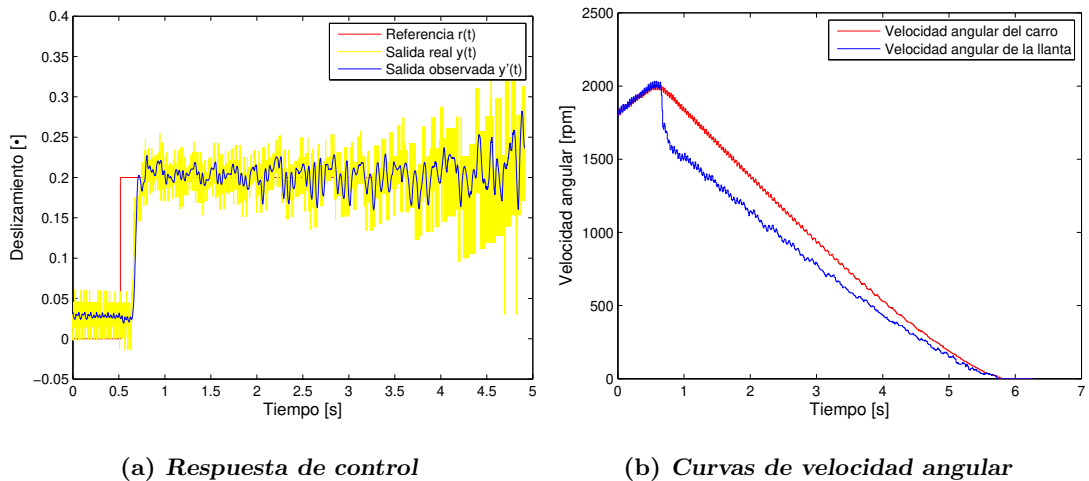 0.4
0.35
0.3
0.25
0.2
0.15
0.1
0.05
0
−0.05
Deslizamiento [•]
Referencia r(t)
Salida real y(t)
Salida observada y'(t)
0 0.5 1 1.5 2 2.5 3 3.5 4 4.5 5
Tiempo [s]
(a) Respuesta de control
2500
2000
1500
1000
500
0
Velocidad angular [rpm]
Velocidad angular del carro
Velocidad angular de la llanta
0 1 2 3 4 5 6 7
Tiempo [s]
(b) Curvas de velocidad angular